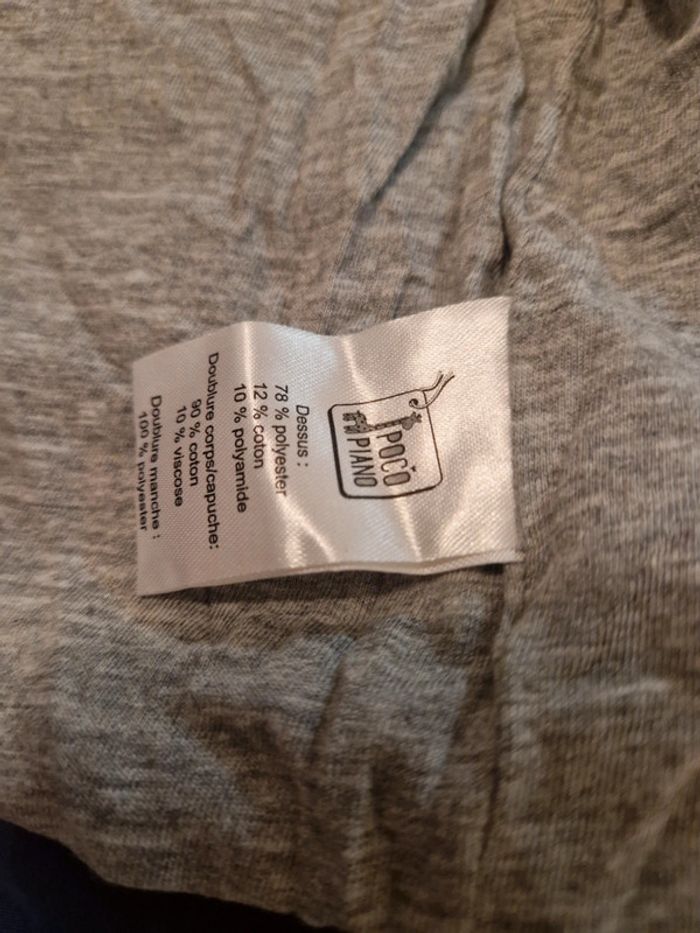 POCO
PIANO
Dessus :
78 % polyester
12 % coton
10 % polyamide
Doublure corps/capuche:
90 % coton
10 % viscose
Doublure manche :
100 % polyester